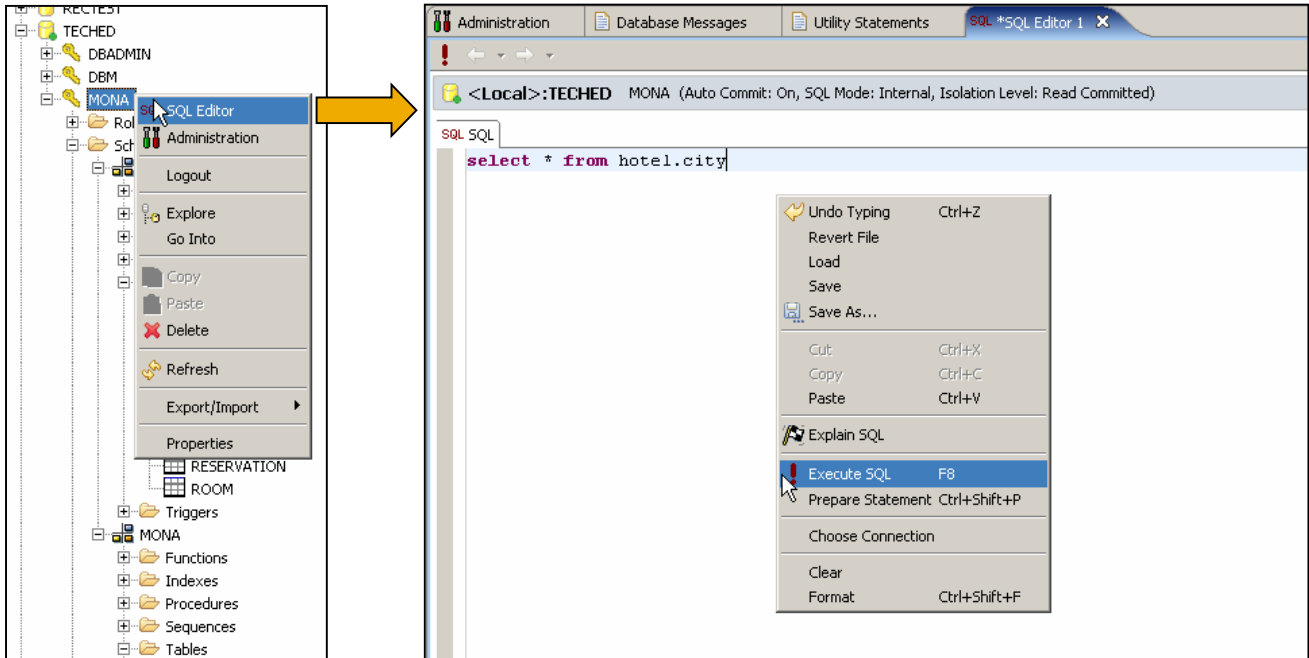 RECTEST
TECHED
DBADMIN
DBM
MONA
SQL Editor
Rol
Administration
Sch
Logout
Explore
Go Into
Copy
Paste
Delete
Refresh
Export/Import
Properties
RESERVATION
ROOM
Triggers
MONA
Functions
Indexes
Procedures
Sequences
Tables
Administration
Database Messages
Utility Statements
SQL *SQL Editor 1
<Local>:TECHED MONA (Auto Commit: On, SQL Mode: Internal, Isolation Level: Read Committed)
SQL SQL
select * from hotel.city
Undo Typing Ctrl+Z
Revert File
Load
Save
Save As...
Cut Ctrl+X
Copy Ctrl+C
Paste Ctrl+V
Explain SQL
Execute SQL F8
Prepare Statement Ctrl+Shift+P
Choose Connection
Clear
Format Ctrl+Shift+F